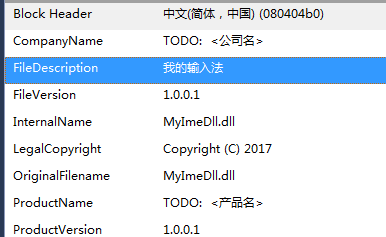 Block Header 中文(简体，中国) (080404b0)
CompanyName TODO: <公司名>
FileDescription 我的输入法
FileVersion 1.0.0.1
InternalName MyImeDll.dll
LegalCopyright Copyright (C) 2017
OriginalFilename MyImeDll.dll
ProductName TODO: <产品名>
ProductVersion 1.0.0.1